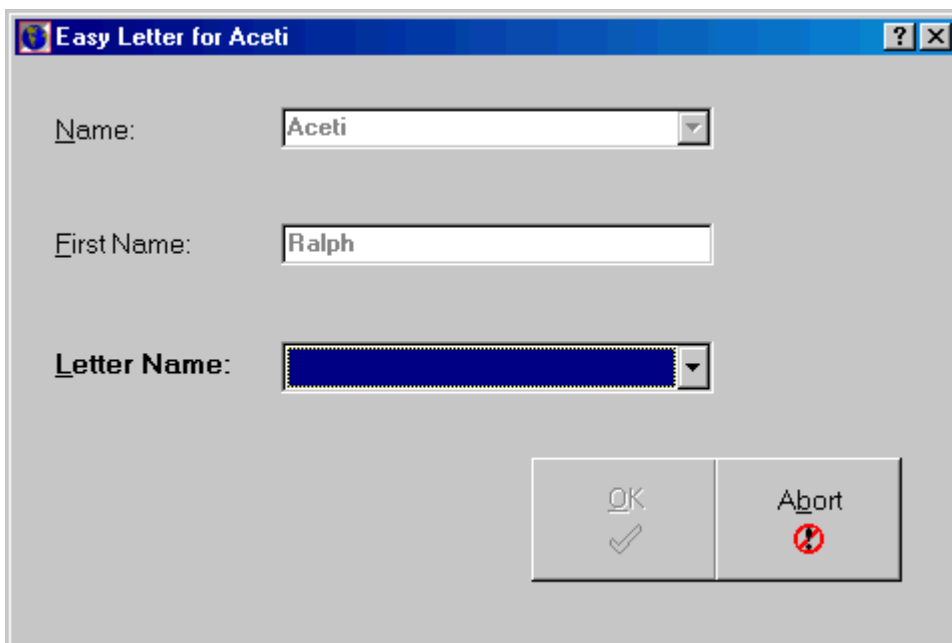 Easy Letter for Aceti
Name: Aceti
First Name: Ralph
Letter Name:
OK Abort